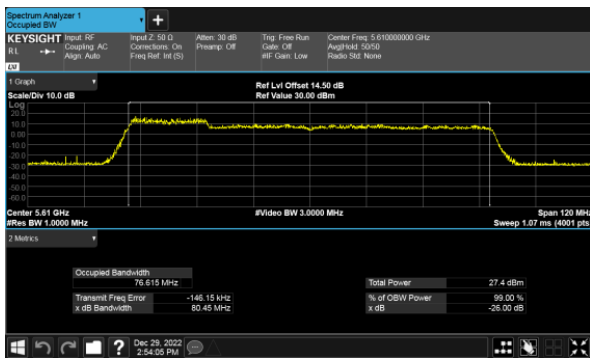 Spectrum Analyzer 1
Occupied BW
KEYSIGHT
Input: RF
Input Z: 50 Ω
Atten: 30 dB
Trig: Free Run
Center Freq: 5.610000000 GHz
RL
Coupling: AC
Corrections: On
Preamp: Off
Gate: Off
Avg|Hold: 50/50
Align: Auto
Freq Ref: Int (S)
#IF Gain: Low
Radio Std: None
LXI
1 Graph
Ref Lvl Offset 14.50 dB
Scale/Div 10.0 dB
Ref Value 30.00 dBm
Log
20.0
10.0
0.00
-10.0
-20.0
-30.0
-40.0
-50.0
-60.0
Center 5.61 GHz
#Video BW 3.0000 MHz
Span 120 MHz
#Res BW 1.0000 MHz
Sweep 1.07 ms (4001 pts)
2 Metrics
Occupied Bandwidth
76.615 MHz
Total Power
27.4 dBm
Transmit Freq Error
-146.15 kHz
% of OBW Power
99.00 %
x dB Bandwidth
80.45 MHz
x dB
-26.00 dB
?
Dec 29, 2022
2:54:05 PM